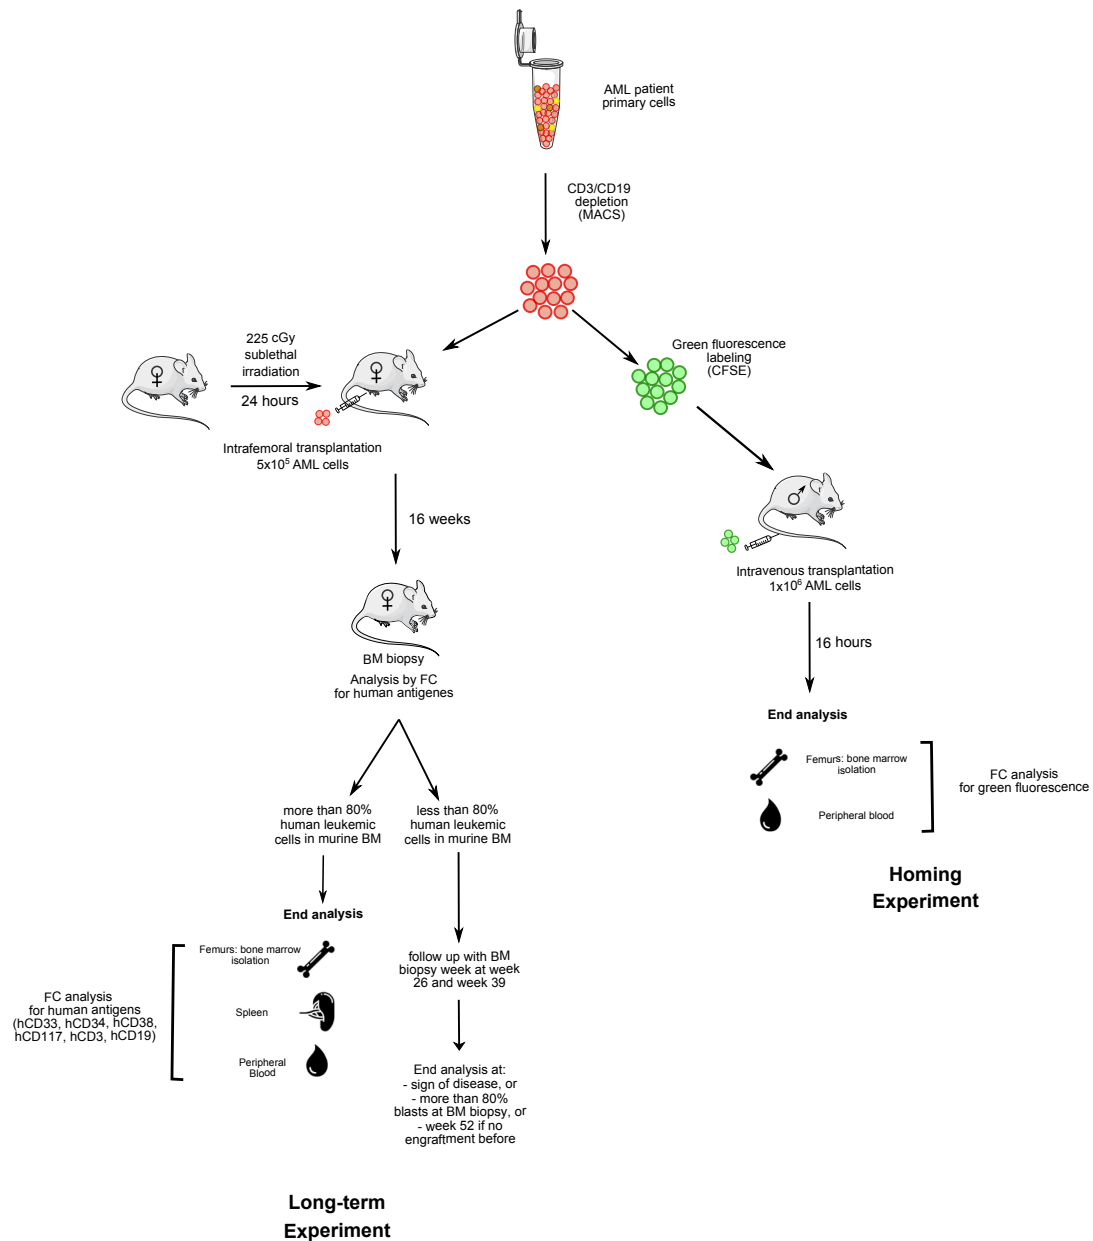 AML patient
primary cells
CD3/CD19
depletion
(MACS)
225 cGy
sublethal
irradiation
24 hours
Intrafemoral transplantation
5x10⁵ AML cells
16 weeks
BM biopsy
Analysis by FC
for human antigenes
more than 80%
human leukemic
cells in murine BM
less than 80%
human leukemic
cells in murine BM
End analysis
Femurs: bone marrow
isolation
Spleen
Peripheral
Blood
FC analysis
for human antigens
(hCD33, hCD34, hCD38,
hCD117, hCD3, hCD19)
follow up with BM
biopsy week at week
26 and week 39
End analysis at:
- sign of disease, or
- more than 80%
blasts at BM biopsy, or
- week 52 if no
engraftment before
Long-term
Experiment
Green fluorescence
labeling
(CFSE)
Intravenous transplantation
1x10⁶ AML cells
16 hours
End analysis
Femurs: bone marrow
isolation
Peripheral blood
FC analysis
for green fluorescence
Homing
Experiment